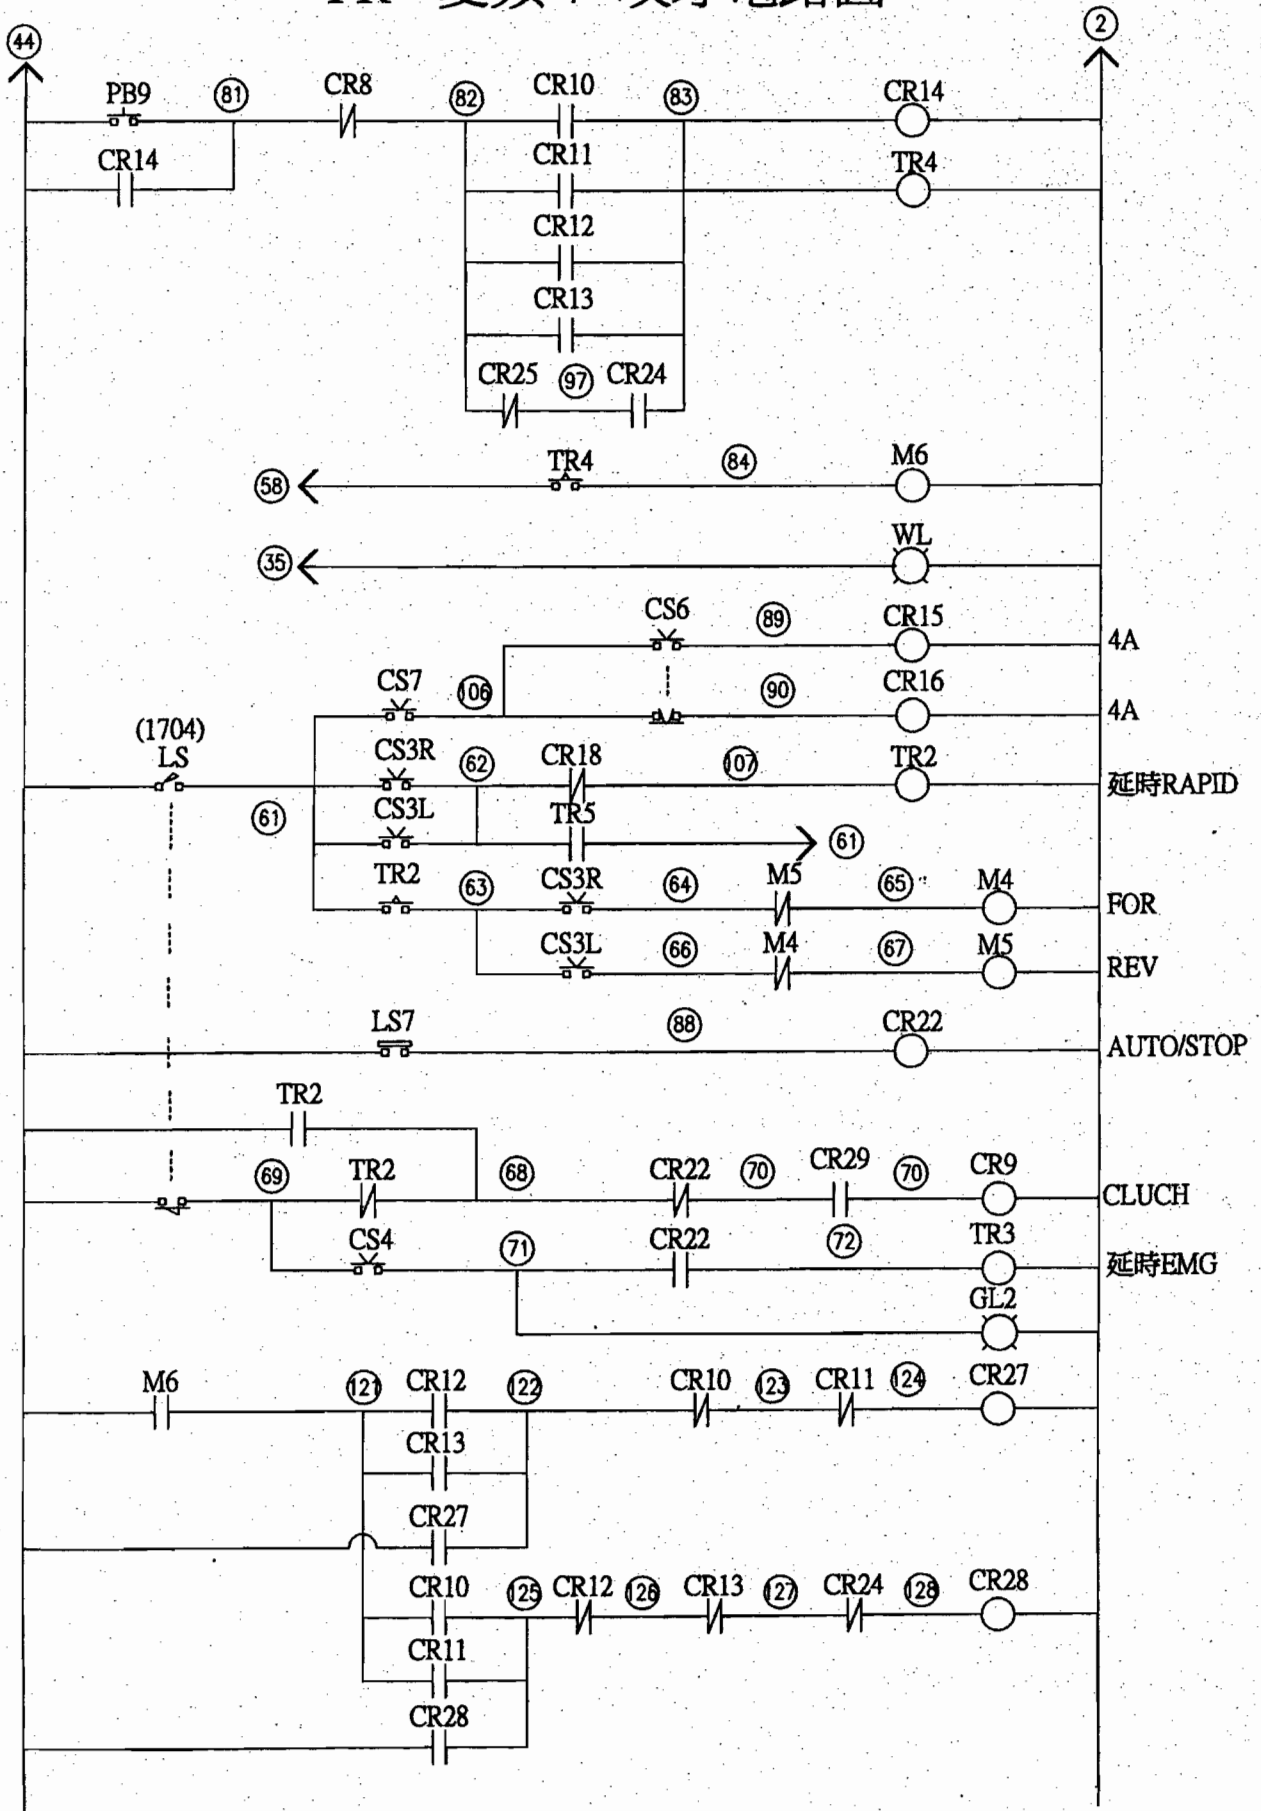 44
2
PB9 81 CR8 82 CR10 83 CR14
CR14 CR11 TR4
CR12
CR13
CR25 97 CR24
58 TR4 84 M6
35 WL
CS6 89 CR15 4A
CS7 106 90 CR16 4A
(1704)
LS CS3R 62 CR18 107 TR2 延時RAPID
61 CS3L TR5 61
TR2 63 CS3R 64 M5 65 M4 FOR
CS3L 66 M4 67 M5 REV
LS7 88 CR22 AUTO/STOP
TR2
69 TR2 68 CR22 70 CR29 70 CR9 CLUCH
CS4 71 CR22 72 TR3 延時EMG
GL2
M6 121 CR12 122 CR10 123 CR11 124 CR27
CR13
CR27
CR10 125 CR12 126 CR13 127 CR24 128 CR28
CR11
CR28